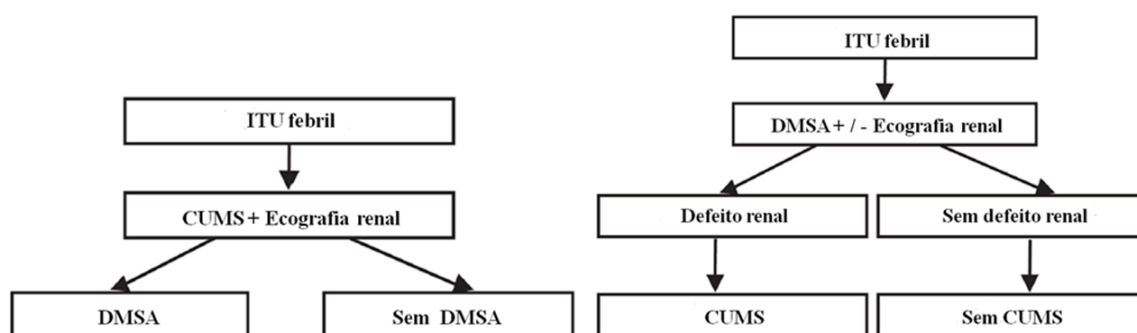 ITU febril
CUMS + Ecografia renal
DMSA
Sem DMSA
ITU febril
DMSA + / - Ecografia renal
Defeito renal
Sem defeito renal
CUMS
Sem CUMS